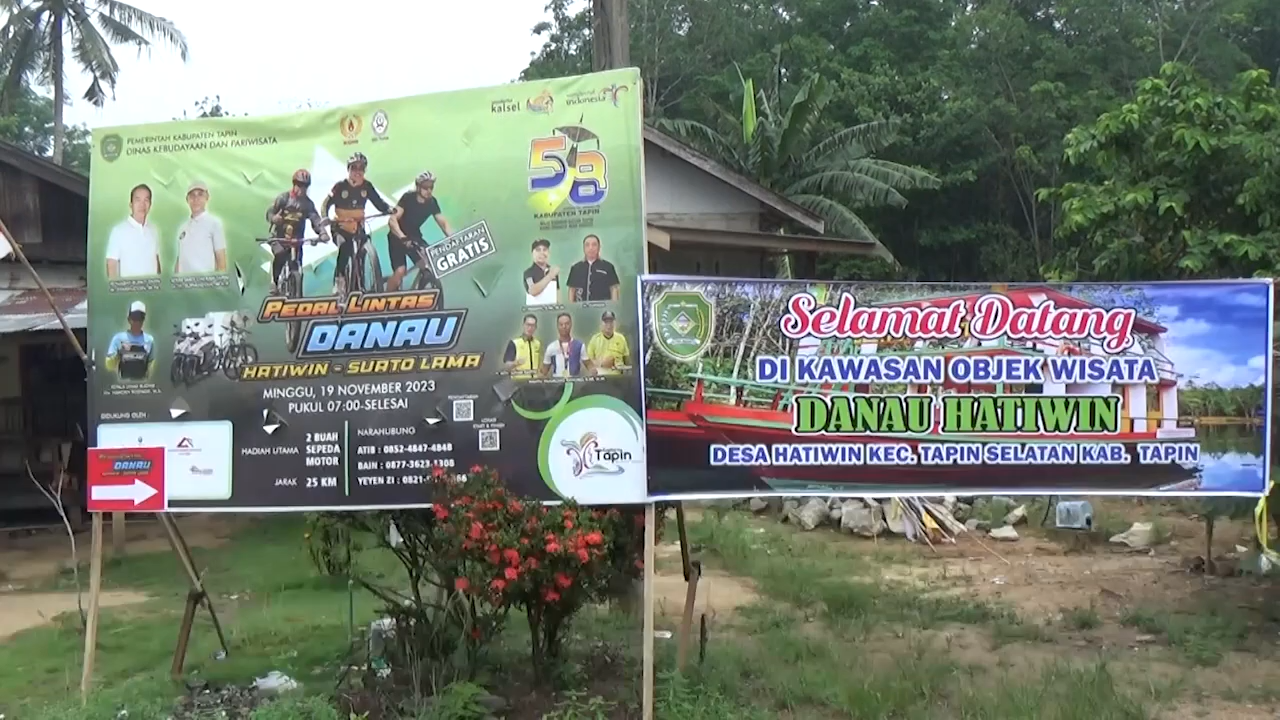 PEMERINTAH KABUPATEN TAPIN
DINAS KEBUDAYAAN DAN PARIWISATA
kalsel
indonesia
58
KABUPATEN TAPIN
PENDAFTARAN
GRATIS
PEDAL LINTAS
DANAU
HATIWIN - SUATO LAMA
MINGGU, 19 NOVEMBER 2023
PUKUL 07:00-SELESAI
DIDUKUNG OLEH :
HADIAH UTAMA
2 BUAH
SEPEDA
MOTOR
JARAK
25 KM
NARAHUBUNG
ATIB : 0852-4847-4848
BAIN : 0877-3623-1308
YEYEN ZI :
Tapin
DANAU
Selamat Datang
DI KAWASAN OBJEK WISATA
DANAU HATIWIN
DESA HATIWIN KEC. TAPIN SELATAN KAB. TAPIN